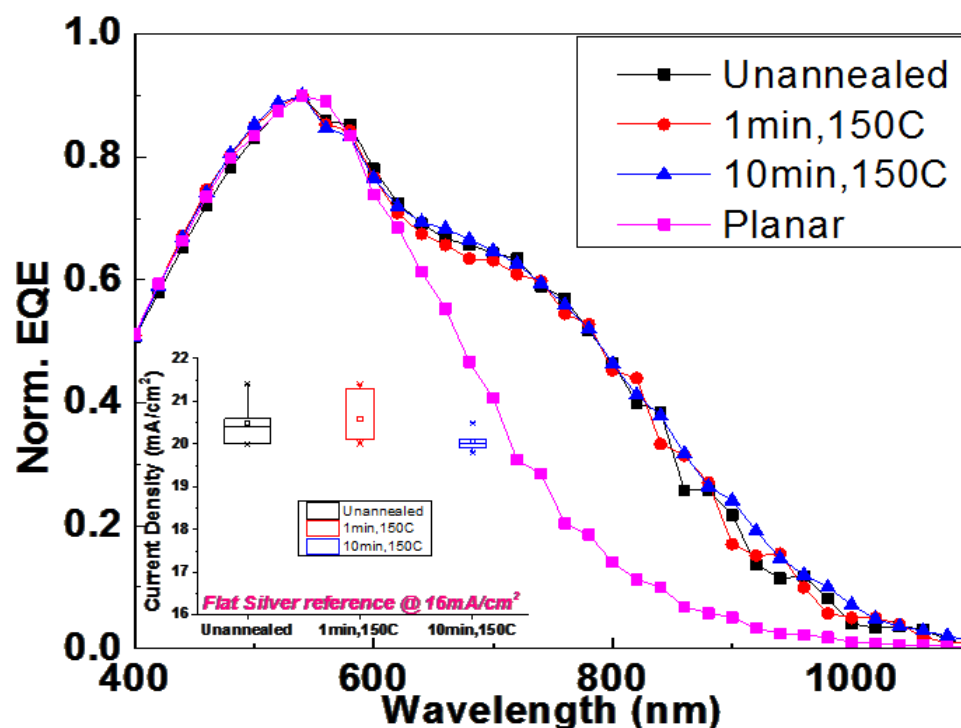 1.0
0.8
0.6
0.4
0.2
0.0
Norm. EQE
400
600
800
1000
Wavelength (nm)
Unannealed
1min,150C
10min,150C
Planar
22
21
20
19
18
17
16
Current Density (mA/cm²)
Unannealed
1min,150C
10min,150C
Flat Silver reference @ 16mA/cm²
Unannealed
1min,150C
10min,150C